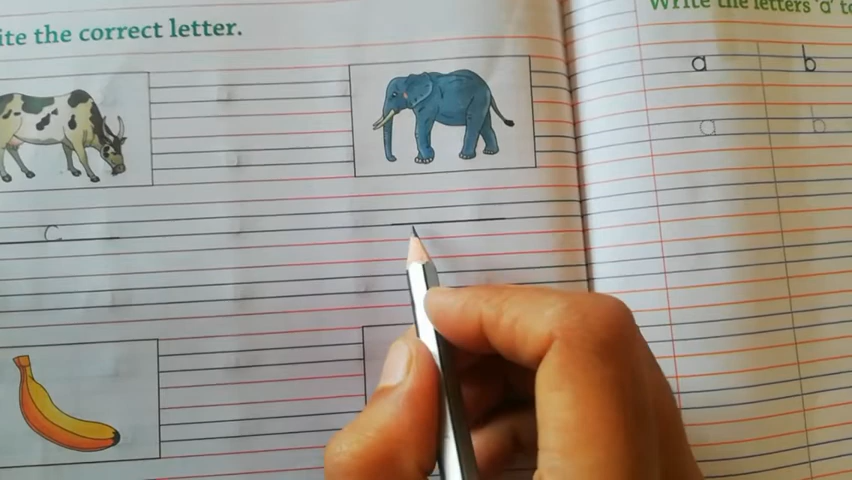 ite the correct letter.
Write the letters 'a' to
a b
a b
c